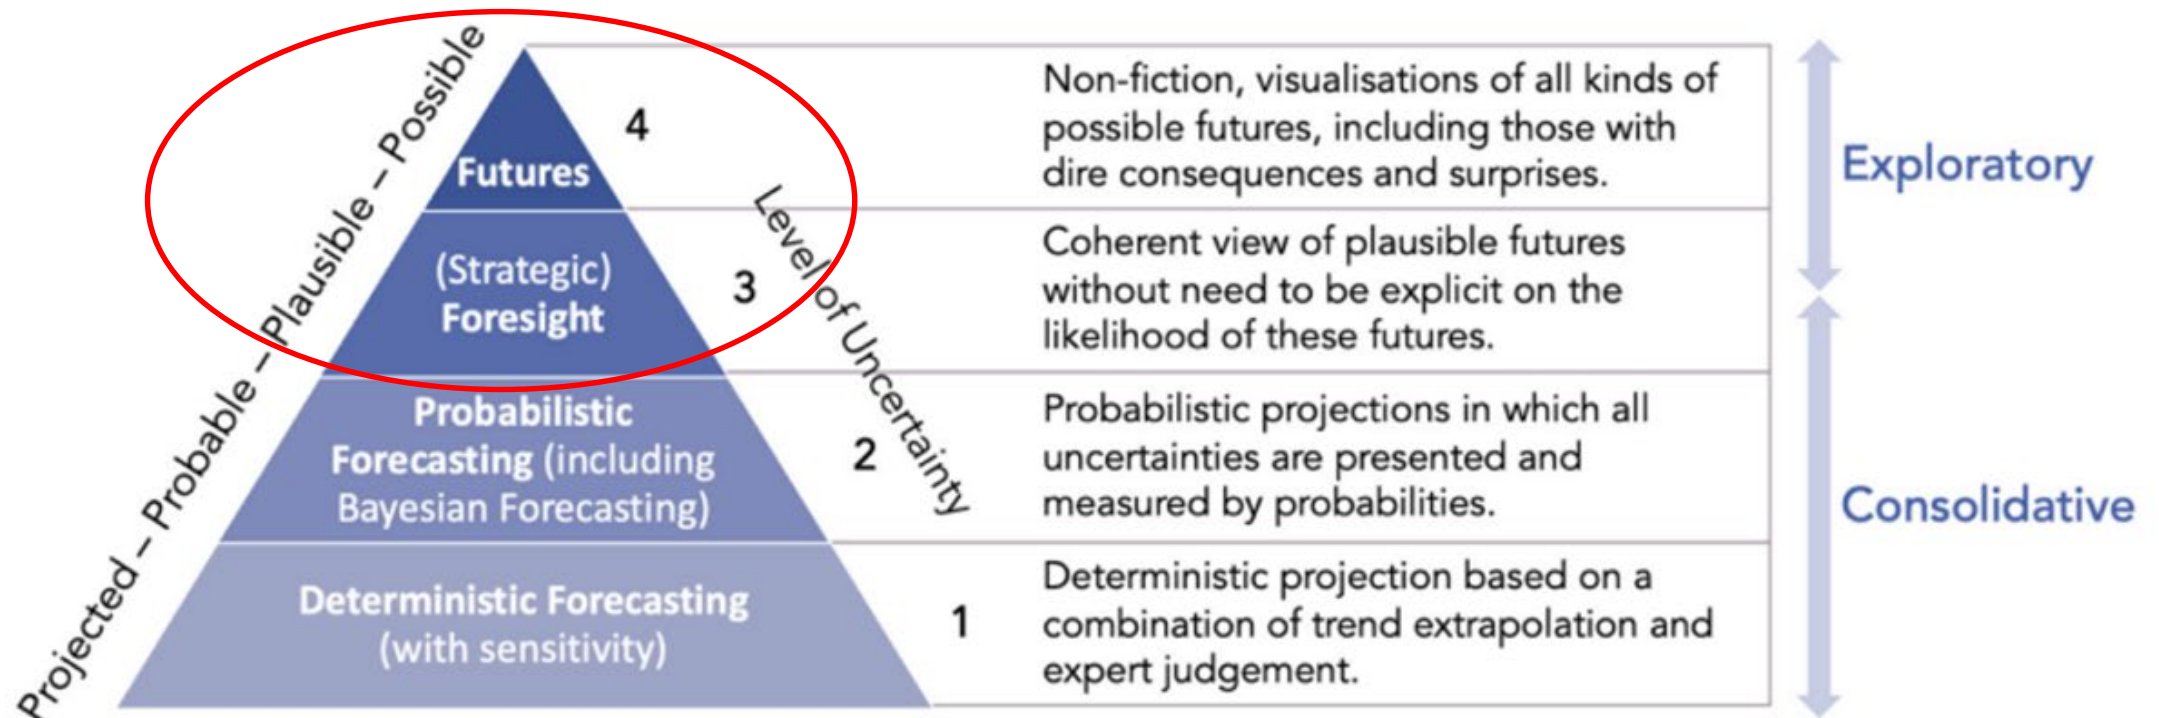 Projected – Probable – Plausible – Possible
Futures
4
Non-fiction, visualisations of all kinds of
possible futures, including those with
dire consequences and surprises.
(Strategic)
Foresight
3
Level of Uncertainty
Coherent view of plausible futures
without need to be explicit on the
likelihood of these futures.
Probabilistic
Forecasting (including
Bayesian Forecasting)
2
Probabilistic projections in which all
uncertainties are presented and
measured by probabilities.
Deterministic Forecasting
(with sensitivity)
1
Deterministic projection based on a
combination of trend extrapolation and
expert judgement.
Exploratory
Consolidative